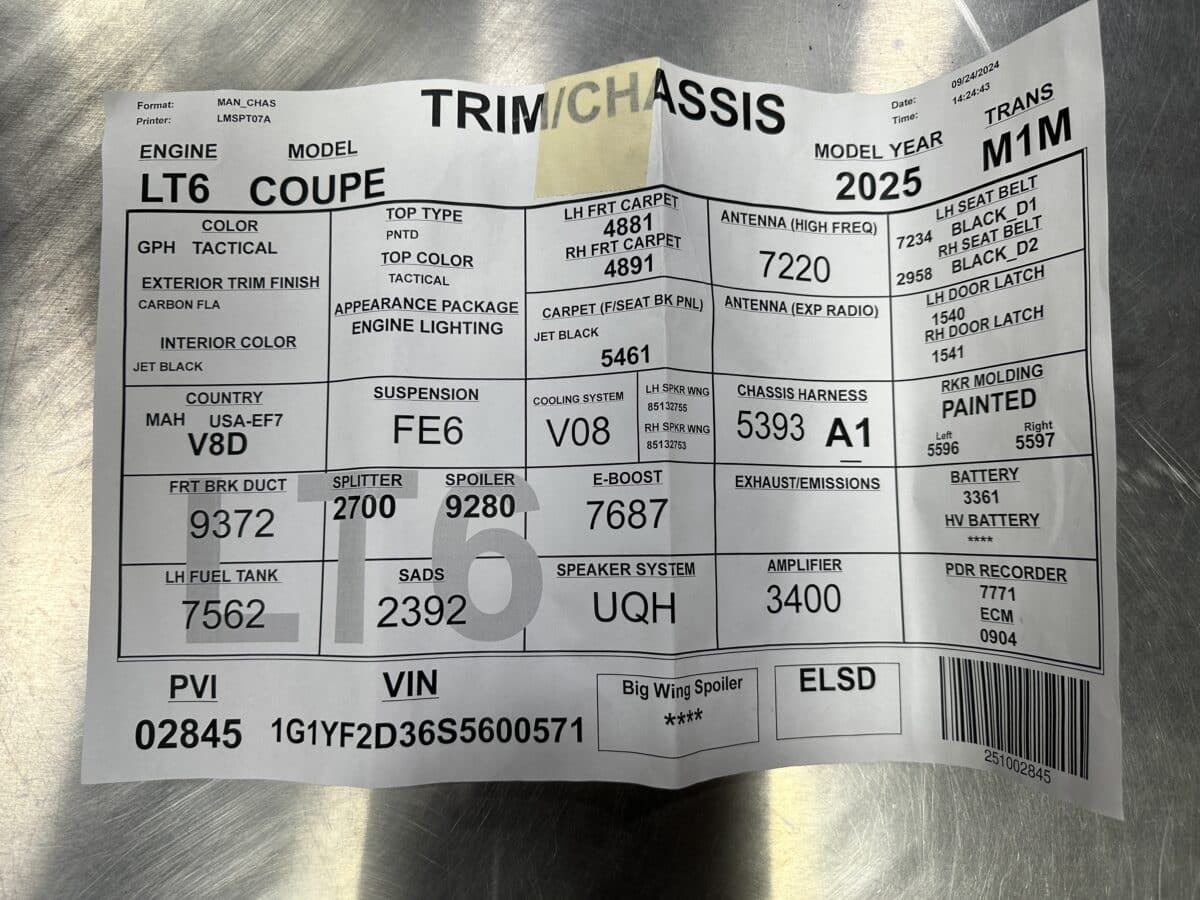 Format: MAN_CHAS
Printer: LMSPT07A
TRIM/CHASSIS
Date: 09/24/2024
Time: 14:24:43
ENGINE MODEL MODEL YEAR TRANS
LT6 COUPE 2025 M1M
COLOR
GPH TACTICAL
EXTERIOR TRIM FINISH
CARBON FLA
INTERIOR COLOR
JET BLACK
TOP TYPE
PNTD
TOP COLOR
TACTICAL
APPEARANCE PACKAGE
ENGINE LIGHTING
LH FRT CARPET
4881
RH FRT CARPET
4891
CARPET (F/SEAT BK PNL)
JET BLACK
5461
ANTENNA (HIGH FREQ)
7220
ANTENNA (EXP RADIO)
LH SEAT BELT
7234 BLACK_D1
RH SEAT BELT
2958 BLACK_D2
LH DOOR LATCH
1540
RH DOOR LATCH
1541
COUNTRY
MAH USA-EF7
V8D
SUSPENSION
FE6
COOLING SYSTEM
V08
LH SPKR WNG
85132755
RH SPKR WNG
85132753
CHASSIS HARNESS
5393 A1
RKR MOLDING
PAINTED
Left Right
5596 5597
FRT BRK DUCT
9372
SPLITTER SPOILER
2700 9280
E-BOOST
7687
EXHAUST/EMISSIONS
BATTERY
3361
HV BATTERY
****
LT6
LH FUEL TANK
7562
SADS
2392
SPEAKER SYSTEM
UQH
AMPLIFIER
3400
PDR RECORDER
7771
ECM
0904
PVI VIN
02845 1G1YF2D36S5600571
Big Wing Spoiler
****
ELSD
251002845